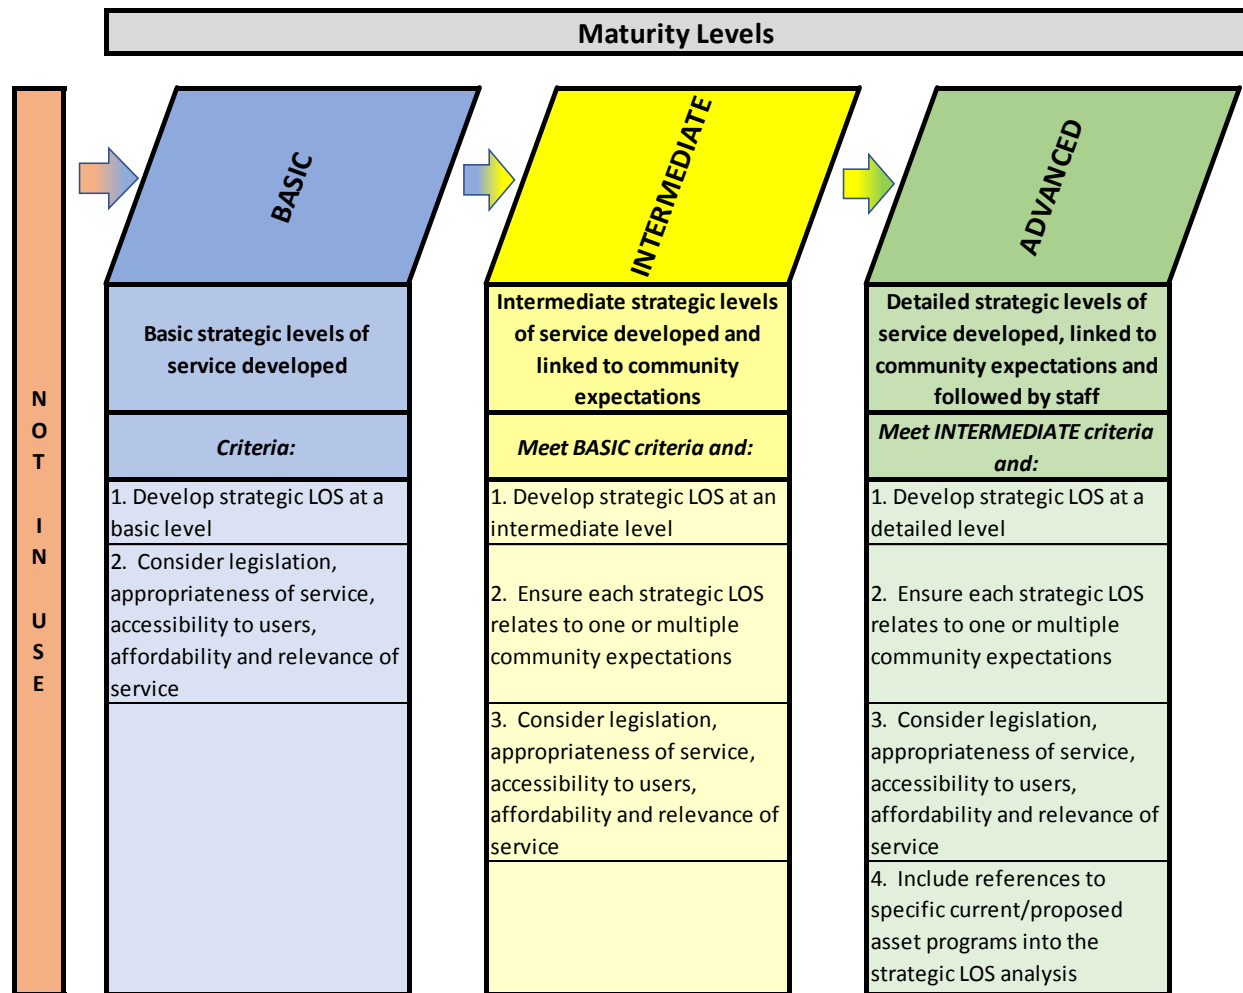 Maturity Levels
NOT IN USE
BASIC
Basic strategic levels of
service developed
Criteria:
1. Develop strategic LOS at a
basic level
2.  Consider legislation,
appropriateness of service,
accessibility to users,
affordability and relevance of
service
INTERMEDIATE
Intermediate strategic levels
of service developed and
linked to community
expectations
Meet BASIC criteria and:
1. Develop strategic LOS at an
intermediate level
2.  Ensure each strategic LOS
relates to one or multiple
community expectations
3.  Consider legislation,
appropriateness of service,
accessibility to users,
affordability and relevance of
service
ADVANCED
Detailed strategic levels of
service developed, linked to
community expectations and
followed by staff
Meet INTERMEDIATE criteria
and:
1. Develop strategic LOS at a
detailed level
2.  Ensure each strategic LOS
relates to one or multiple
community expectations
3.  Consider legislation,
appropriateness of service,
accessibility to users,
affordability and relevance of
service
4.  Include references to
specific current/proposed
asset programs into the
strategic LOS analysis